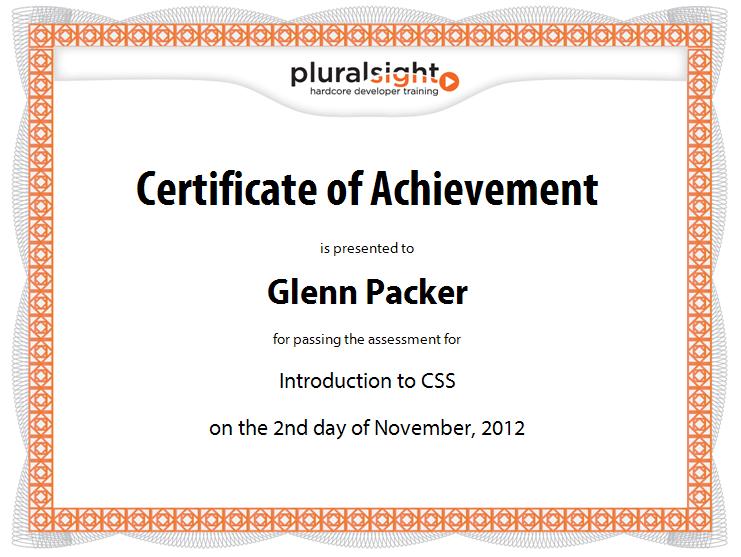 pluralsight
hardcore developer training
Certificate of Achievement
is presented to
Glenn Packer
for passing the assessment for
Introduction to CSS
on the 2nd day of November, 2012